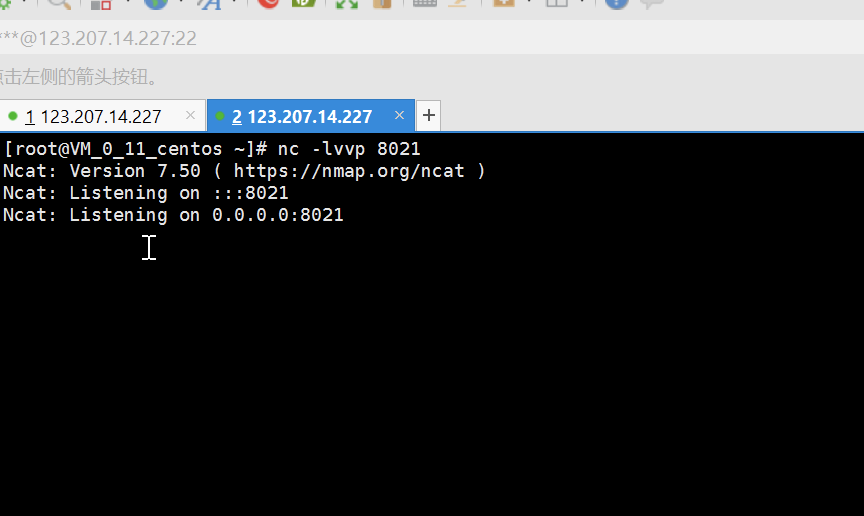 ***@123.207.14.227:22
点击左侧的箭头按钮。
1 123.207.14.227 ×
2 123.207.14.227 ×
+
[root@VM_0_11_centos ~]# nc -lvvp 8021
Ncat: Version 7.50 ( https://nmap.org/ncat )
Ncat: Listening on :::8021
Ncat: Listening on 0.0.0.0:8021